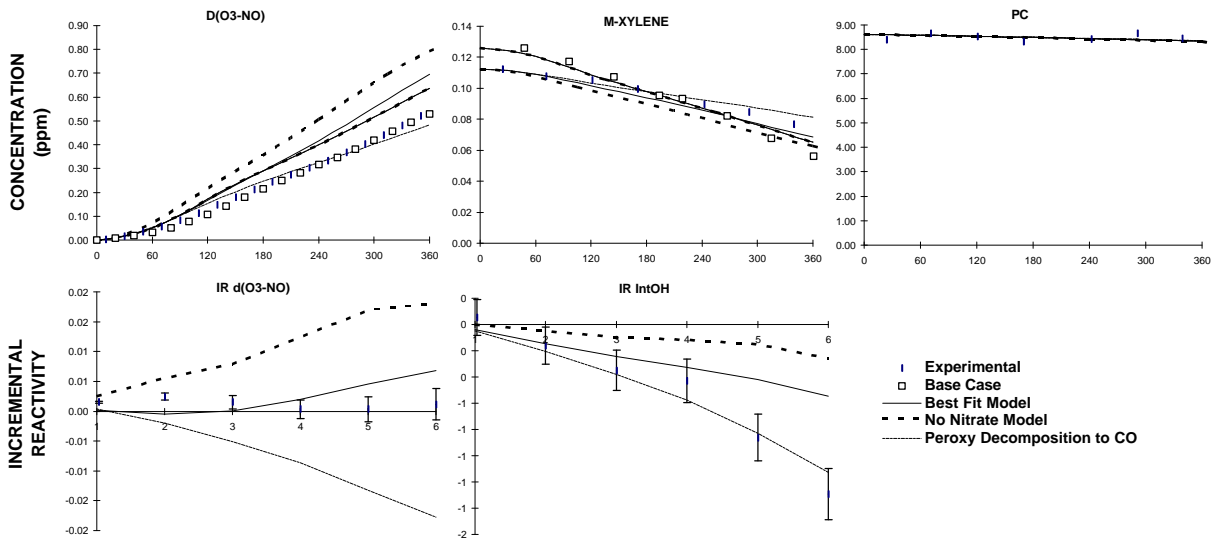 D(O3-NO)
M-XYLENE
PC
CONCENTRATION
(ppm)
0.90
0.80
0.70
0.60
0.50
0.40
0.30
0.20
0.10
0.00
0 60 120 180 240 300 360
0.14
0.12
0.10
0.08
0.06
0.04
0.02
0.00
0 60 120 180 240 300 360
9.00
8.00
7.00
6.00
5.00
4.00
3.00
2.00
1.00
0.00
0 60 120 180 240 300 360
IR d(O3-NO)
IR IntOH
INCREMENTAL
REACTIVITY
0.02
0.02
0.01
0.01
0.00
-0.01
-0.01
-0.02
-0.02
1 2 3 4 5 6
0
0
0
0
-1
-1
-1
-1
-2
1 2 3 4 5 6
Experimental
Base Case
Best Fit Model
No Nitrate Model
Peroxy Decomposition to CO